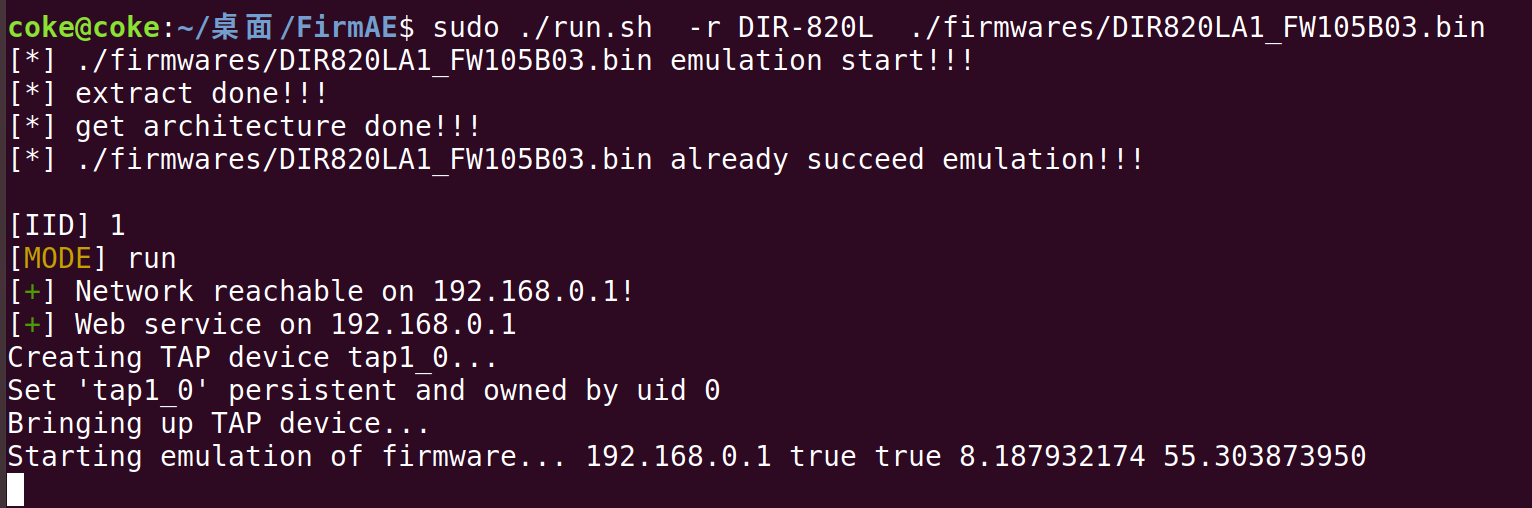 coke@coke:~/桌面/FirmAE$ sudo ./run.sh  -r DIR-820L  ./firmwares/DIR820LA1_FW105B03.bin
[*] ./firmwares/DIR820LA1_FW105B03.bin emulation start!!!
[*] extract done!!!
[*] get architecture done!!!
[*] ./firmwares/DIR820LA1_FW105B03.bin already succeed emulation!!!

[IID] 1
[MODE] run
[+] Network reachable on 192.168.0.1!
[+] Web service on 192.168.0.1
Creating TAP device tap1_0...
Set 'tap1_0' persistent and owned by uid 0
Bringing up TAP device...
Starting emulation of firmware... 192.168.0.1 true true 8.187932174 55.303873950